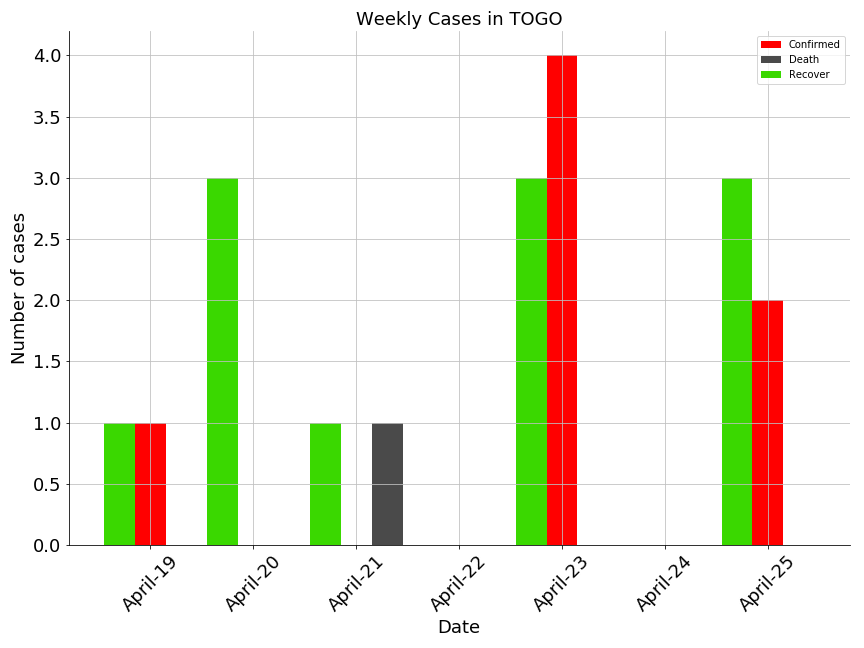 Weekly Cases in TOGO
Confirmed
Death
Recover
Number of cases
4.0
3.5
3.0
2.5
2.0
1.5
1.0
0.5
0.0
April-19
April-20
April-21
April-22
April-23
April-24
April-25
Date